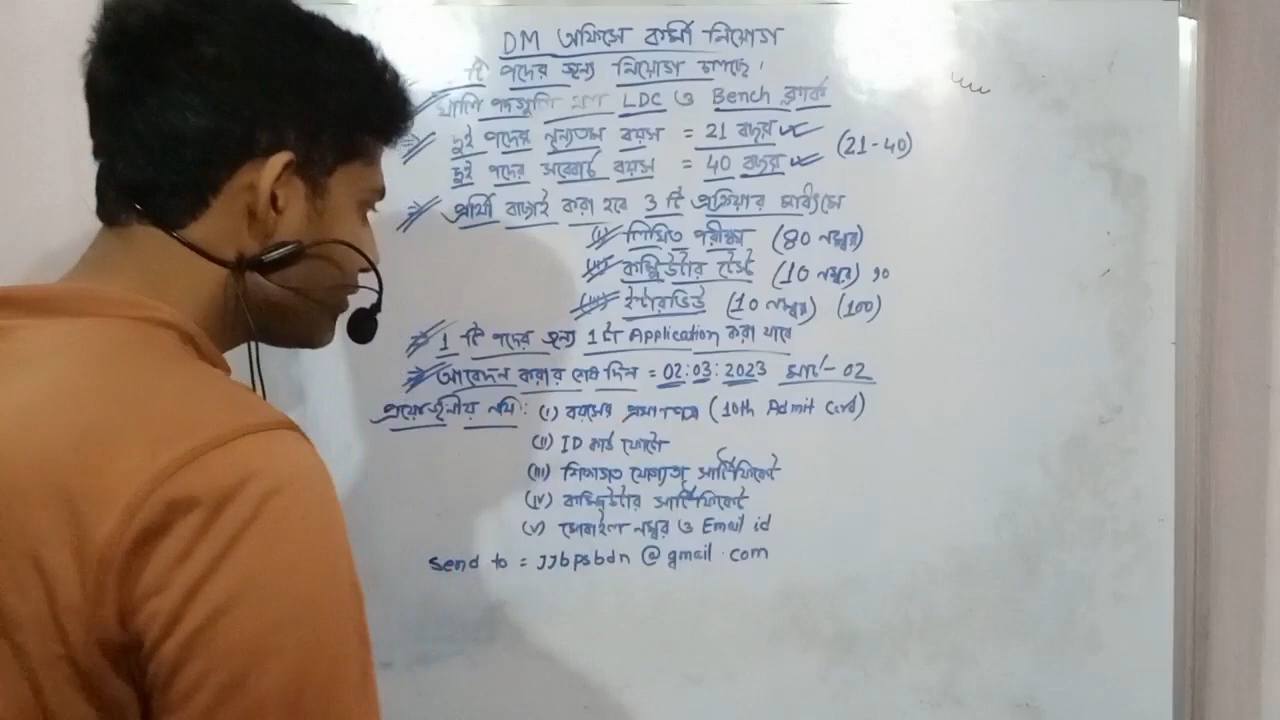 DM অফিসে কর্মী নিয়োগ
টি পদের জন্য নিয়োগ চলছে।
খালি পদগুলি হল LDC ও Bench ক্লার্ক
দুই পদের নূন্যতম বয়স = 21 বছর
(21-40)
দুই পদের সর্বোচ্চ বয়স = 40 বছর
প্রার্থী বাছাই করা হবে 3 টি প্রক্রিয়ার মাধ্যমে
(i) লিখিত পরীক্ষা (80 নম্বর)
(ii) কম্পিউটার টেস্ট (10 নম্বর) 10
(iii) ইন্টারভিউ (10 নম্বর) (100)
1 টি পদের জন্য 1টা Application করা যাবে
আবেদন করার শেষ দিন = 02:03:2023 মার্চ - 02
প্রয়োজনীয় নথি: (i) বয়সের প্রমাণপত্র (10th Admit Card)
(ii) ID কার্ড ফোটো
(iii) শিক্ষাগত যোগ্যতা সার্টিফিকেট
(iv) কম্পিউটার সার্টিফিকেট
(v) মোবাইল নম্বর ও Email id
send to = jjbpsbdn@gmail.com